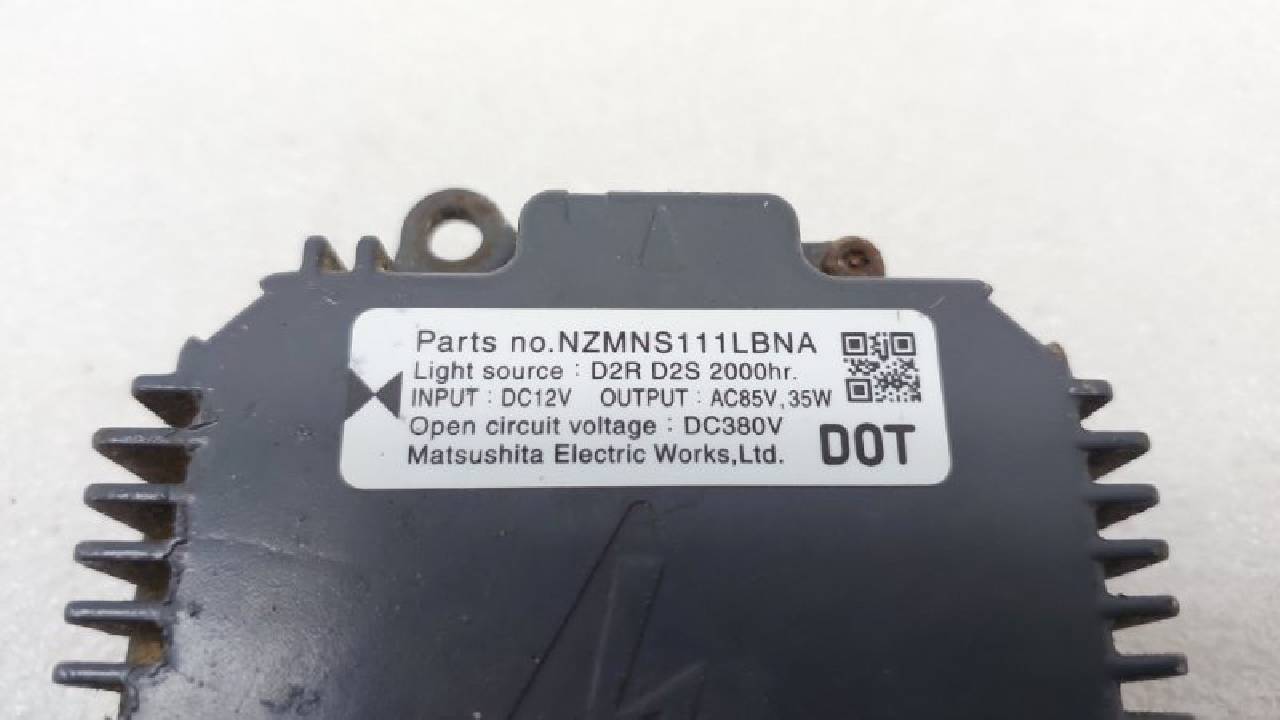 Parts no.NZMNS111LBNA
Light source : D2R D2S 2000hr.
INPUT : DC12V OUTPUT : AC85V,35W
Open circuit voltage : DC380V
Matsushita Electric Works,Ltd.
DOT